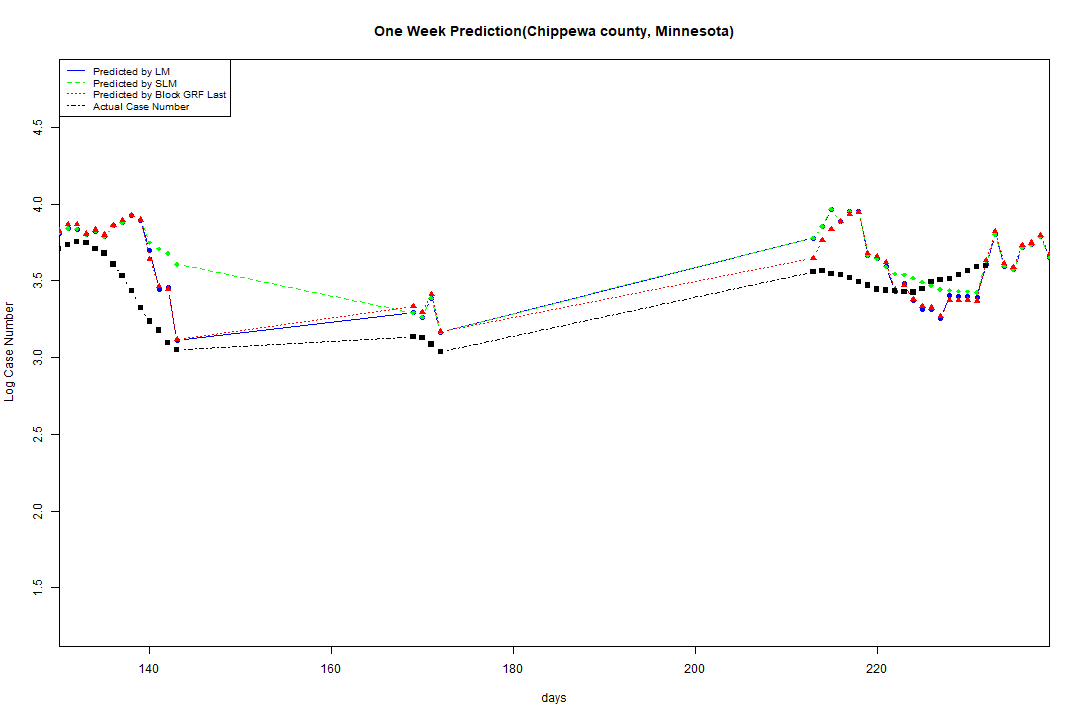 One Week Prediction(Chippewa county, Minnesota)
Predicted by LM
Predicted by SLM
Predicted by Block GRF Last
Actual Case Number
4.5
4.0
3.5
3.0
2.5
2.0
1.5
Log Case Number
140 160 180 200 220
days